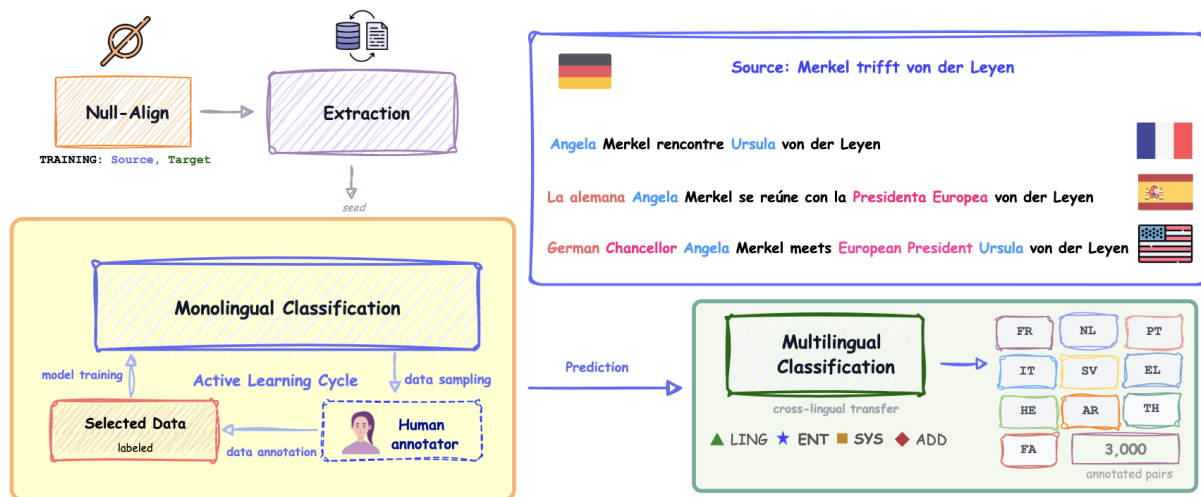 Null-Align
TRAINING: Source, Target
Extraction
seed
Monolingual Classification
model training
Active Learning Cycle
data sampling
Selected Data
labeled
data annotation
Human
annotator
Source: Merkel trifft von der Leyen
Angela Merkel rencontre Ursula von der Leyen
La alemana Angela Merkel se reúne con la Presidenta Europea von der Leyen
German Chancellor Angela Merkel meets European President Ursula von der Leyen
Prediction
Multilingual
Classification
cross-lingual transfer
LING ENT SYS ADD
FR NL PT
IT SV EL
HE AR TH
FA 3,000
annotated pairs